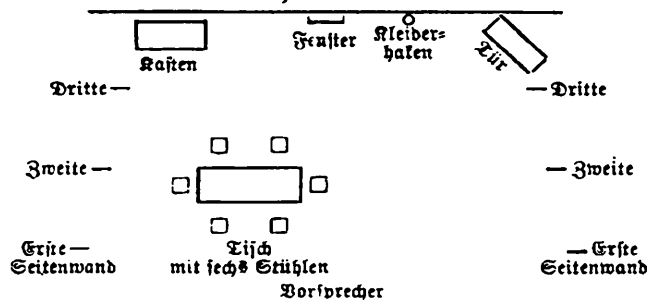 Kasten
Fenster
Kleider=
haken
Tür
Dritte —
— Dritte
Zweite —
— Zweite
Erste —
Seitenwand
Tisch
mit sechs Stühlen
— Erste
Seitenwand
Vorsprecher